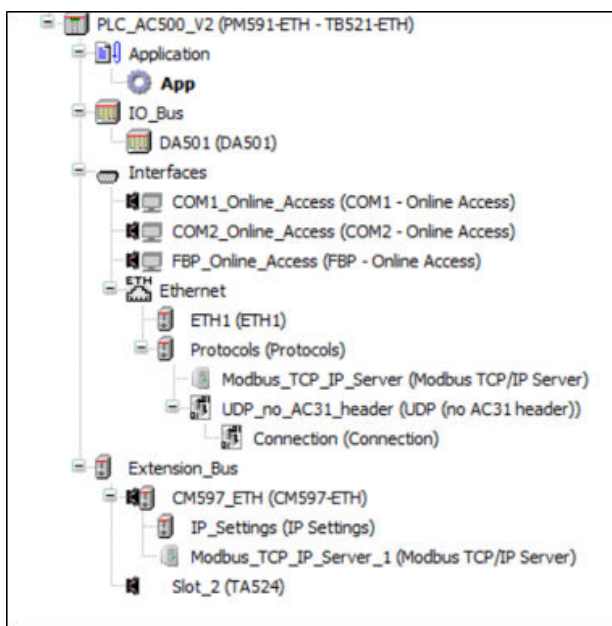 PLC_AC500_V2 (PM591-ETH - TB521-ETH)
Application
App
IO_Bus
DA501 (DA501)
Interfaces
COM1_Online_Access (COM1 - Online Access)
COM2_Online_Access (COM2 - Online Access)
FBP_Online_Access (FBP - Online Access)
ETH Ethernet
ETH1 (ETH1)
Protocols (Protocols)
Modbus_TCP_IP_Server (Modbus TCP/IP Server)
UDP_no_AC31_header (UDP (no AC31 header))
Connection (Connection)
Extension_Bus
CM597_ETH (CM597-ETH)
IP_Settings (IP Settings)
Modbus_TCP_IP_Server_1 (Modbus TCP/IP Server)
Slot_2 (TA524)